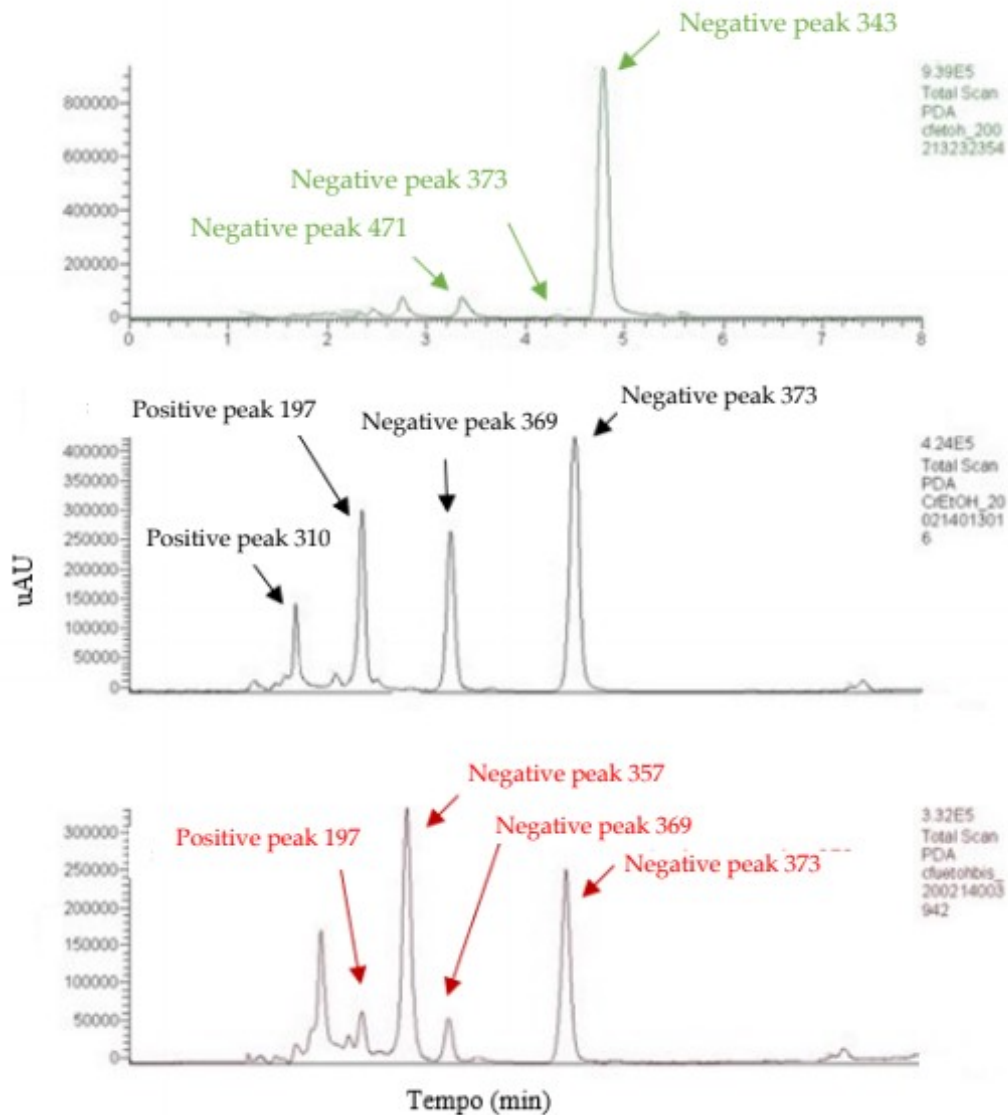 Negative peak 343
9.39E5
Total Scan
PDA
cfetoh_200
213232354
800000
Negative peak 373
600000
Negative peak 471
400000
200000
0
0 1 2 3 4 5 6 7 8
Positive peak 197
Negative peak 369
Negative peak 373
4.24E5
Total Scan
PDA
CrEtOH_20
021401301
6
400000
350000
300000
Positive peak 310
250000
200000
150000
100000
50000
0
uAU
Negative peak 357
Positive peak 197
Negative peak 369
Negative peak 373
3.32E5
Total Scan
PDA
cfuetohbis_
200214003
942
300000
250000
200000
150000
100000
50000
0
Tempo (min)